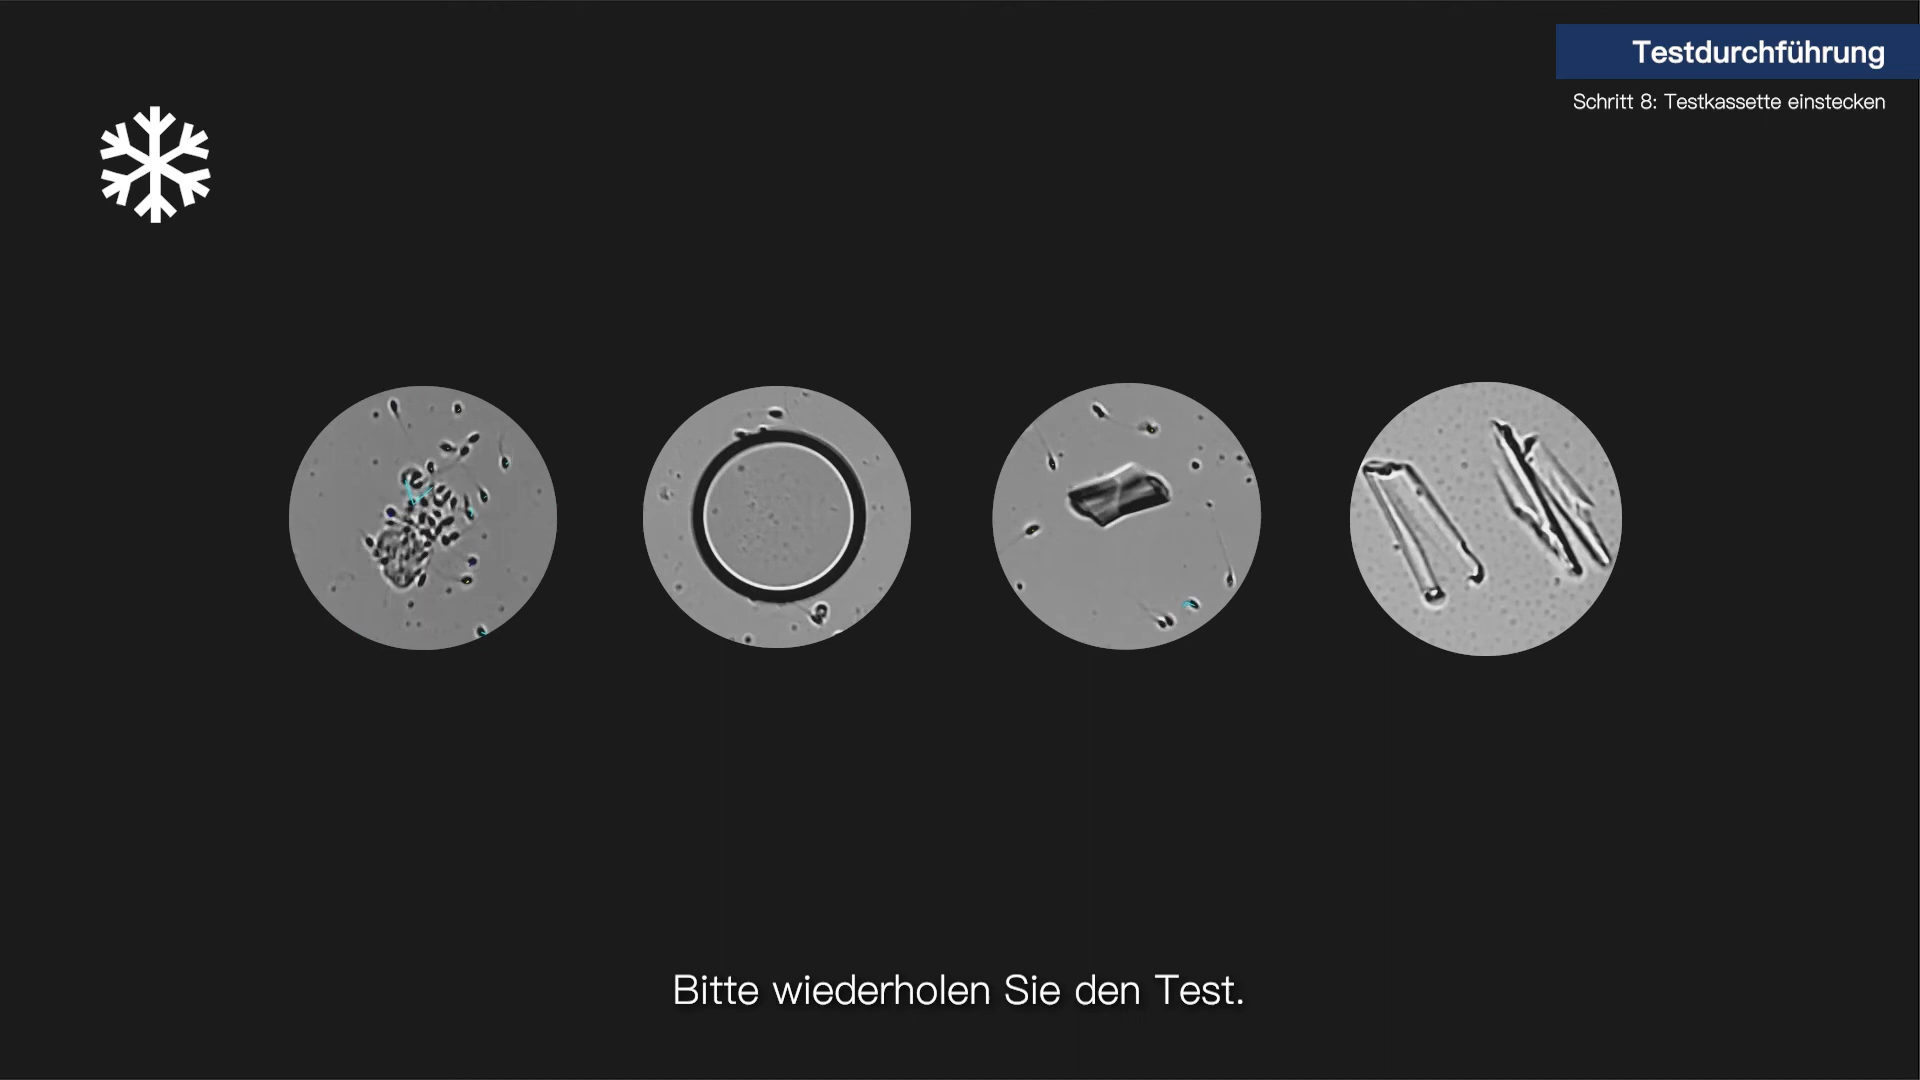 Testdurchführung
Schritt 8: Testkassette einstecken
Bitte wiederholen Sie den Test.